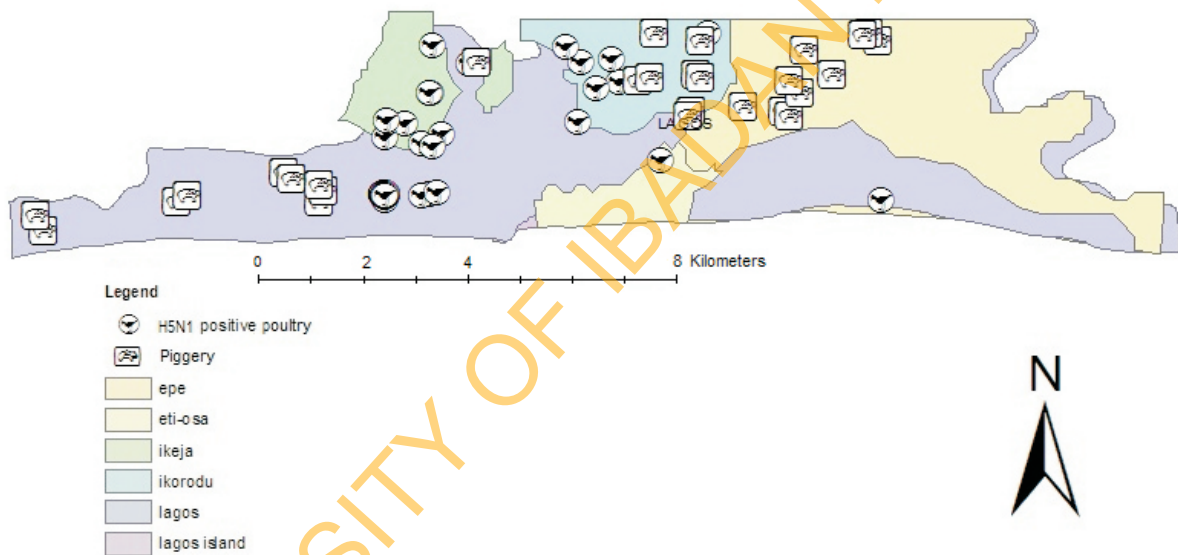 LAGOS
0 2 4 8 Kilometers
Legend
H5N1 positive poultry
Piggery
epe
eti-osa
ikeja
ikorodu
lagos
lagos island
N
SITY OF IBADAN